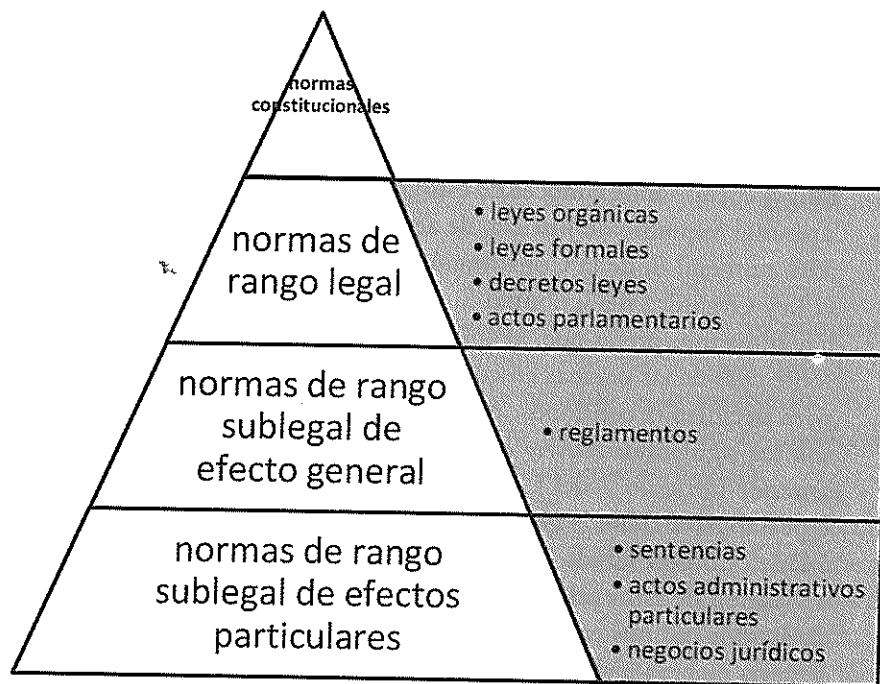 normas
constitucionales
normas de
rango legal
• leyes orgánicas
• leyes formales
• decretos leyes
• actos parlamentarios
normas de rango
sublegal de
efecto general
• reglamentos
normas de rango
sublegal de efectos
particulares
• sentencias
• actos administrativos
particulares
• negocios jurídicos